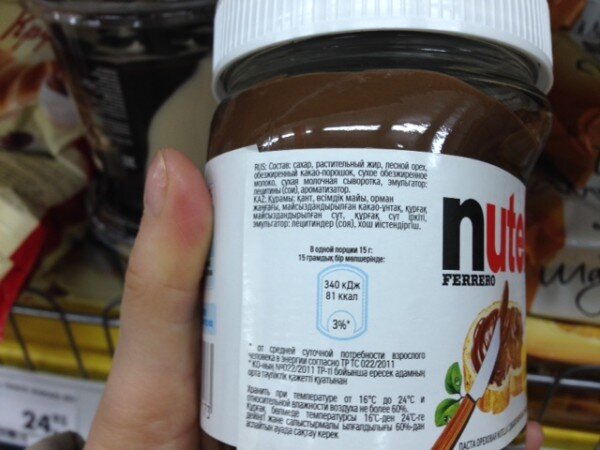 RUS: Состав: сахар, растительный жир, лесной орех,
обезжиренный какао-порошок, сухое обезжиренное
молоко, сухая молочная сыворотка, эмульгатор:
лецитины (соя), ароматизатор.
KAZ: Құрамы: қант, өсімдік майы, орман
жаңғағы, майсыздандырылған какао-ұнтақ, құрғақ
майсыздандырылған сүт, құрғақ сүт іркіті,
эмульгатор: лецитиндер (соя), хош иістендіргіш.
В одной порции 15 г:
15 грамдық бір мөлшерінде:
340 кДж
81 ккал
3%*
* от средней суточной потребности взрослого
человека в энергии согласно ТР ТС 022/2011
* КО-ның №022/2011 ТР-ті бойынша ересек адамның
орта тәуліктік қажетті қуатынан
Хранить при температуре от 16°С до 24°С и
относительной влажности воздуха не более 60%.
Құрғақ бөлмеде температурасы 16°С-ден 24°С-ге
дейінгі және салыстырмалы ылғалдылығы 60%-дан
аспайтын ауада сақтау керек
nute
FERRERO
ПАСТА ОРЕХОВАЯ
24